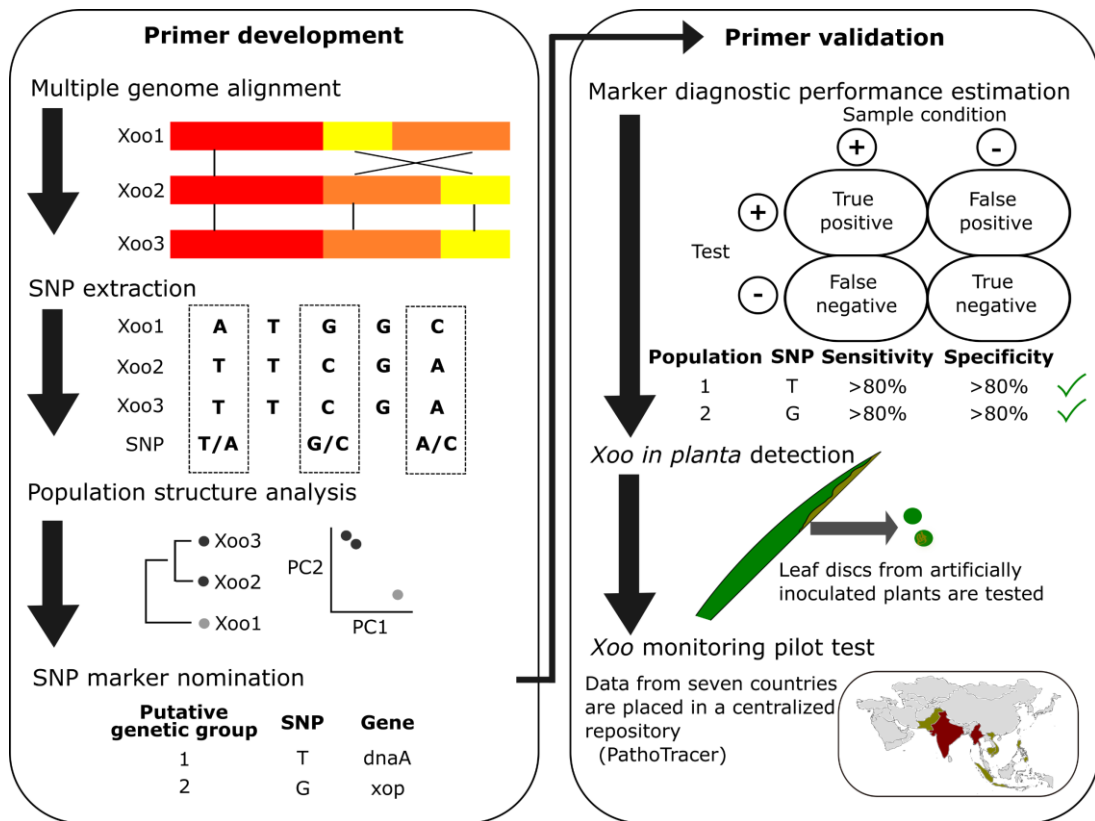 Primer development
Multiple genome alignment
Xoo1
Xoo2
Xoo3
SNP extraction
Xoo1 A T G G C
Xoo2 T T C G A
Xoo3 T T C G A
SNP T/A G/C A/C
Population structure analysis
Xoo3
Xoo2
Xoo1
PC2
PC1
SNP marker nomination
Putative genetic group SNP Gene
1 T dnaA
2 G xop
Primer validation
Marker diagnostic performance estimation
Sample condition
+ -
Test
+ True positive False positive
- False negative True negative
Population SNP Sensitivity Specificity
1 T >80% >80%
2 G >80% >80%
Xoo in planta detection
Leaf discs from artificially
inoculated plants are tested
Xoo monitoring pilot test
Data from seven countries
are placed in a centralized
repository
(PathoTracer)